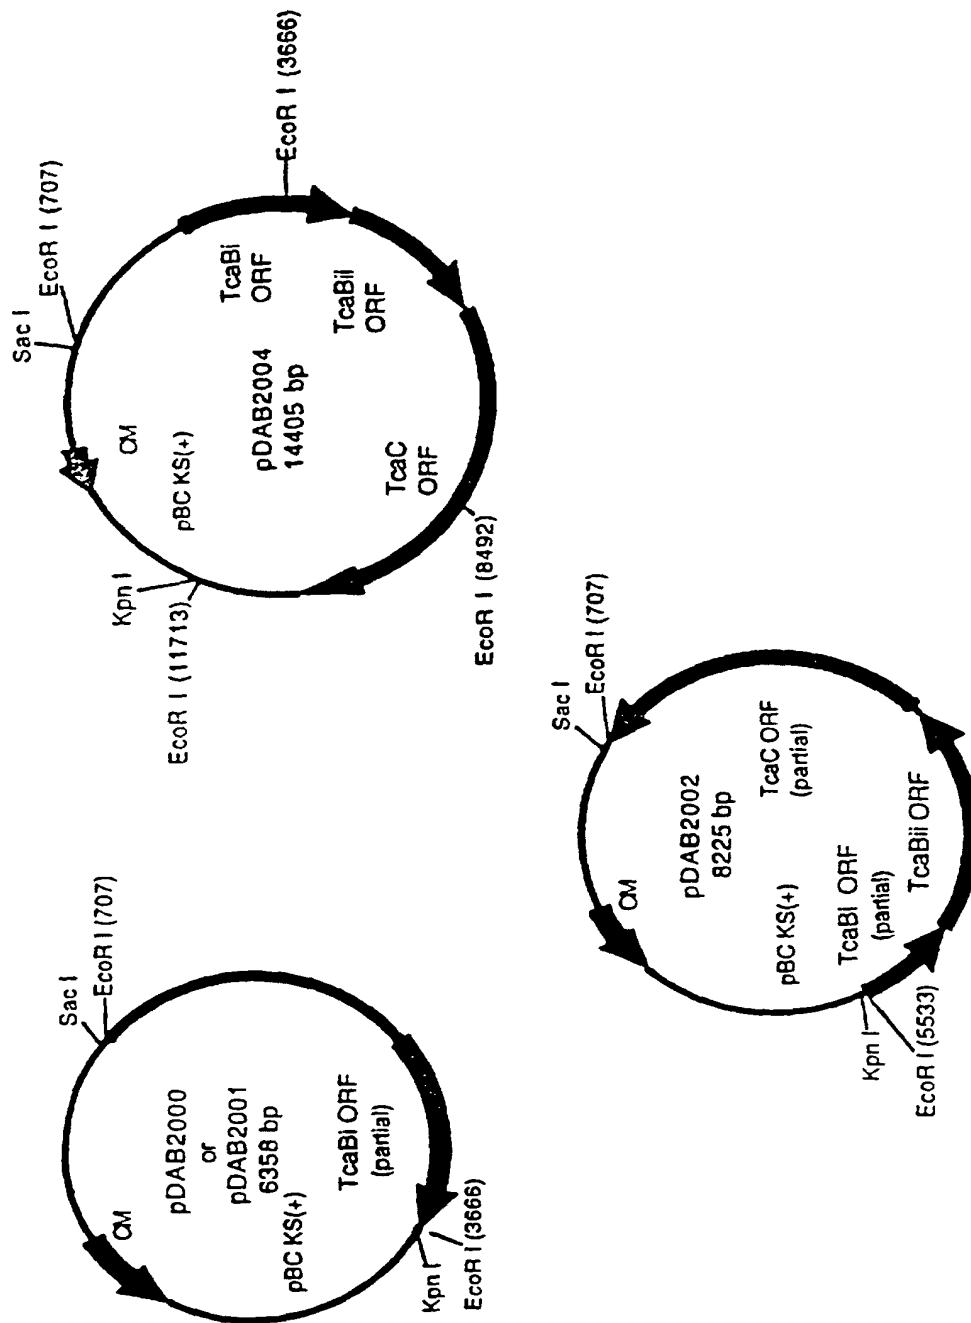 Sac I
EcoR I (707)
CM
pDAB2000
or
pDAB2001
6358 bp
pBC KS(+)
TcaBi ORF
(partial)
Kpn I
EcoR I (3666)
Sac I
EcoR I (707)
CM
pBC KS(+)
Kpn I
EcoR I (11713)
TcaBi
ORF
EcoR I (3666)
TcaBii
ORF
pDAB2004
14405 bp
TcaC
ORF
EcoR I (8492)
Sac I
EcoR I (707)
CM
pDAB2002
8225 bp
TcaC ORF
(partial)
pBC KS(+)
TcaBi ORF
(partial)
TcaBii ORF
Kpn I
EcoR I (5533)